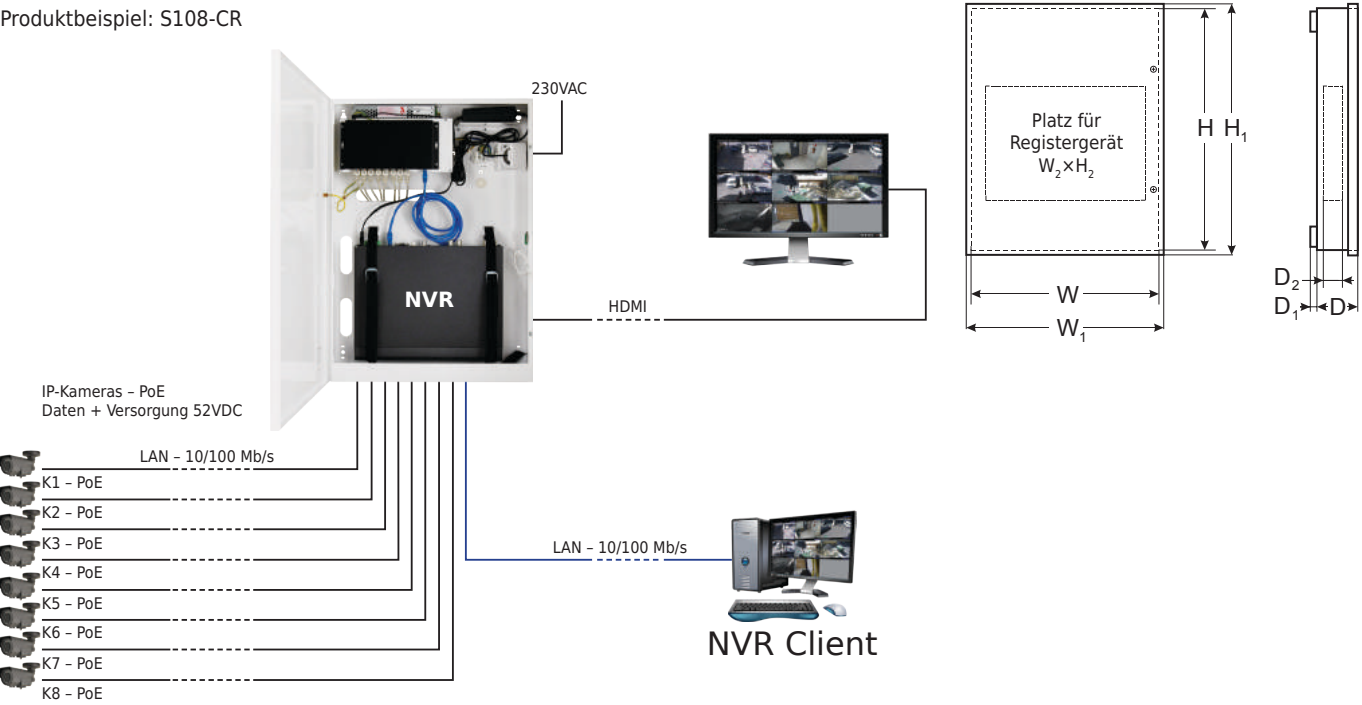 Produktbeispiel: S108-CR
230VAC
NVR
HDMI
IP-Kameras – PoE
Daten + Versorgung 52VDC
LAN – 10/100 Mb/s
K1 – PoE
K2 – PoE
K3 – PoE
K4 – PoE
K5 – PoE
K6 – PoE
K7 – PoE
K8 – PoE
LAN – 10/100 Mb/s
NVR Client
Platz für
Registergerät
W₂×H₂
H H₁
W
W₁
D₂
D₁ D